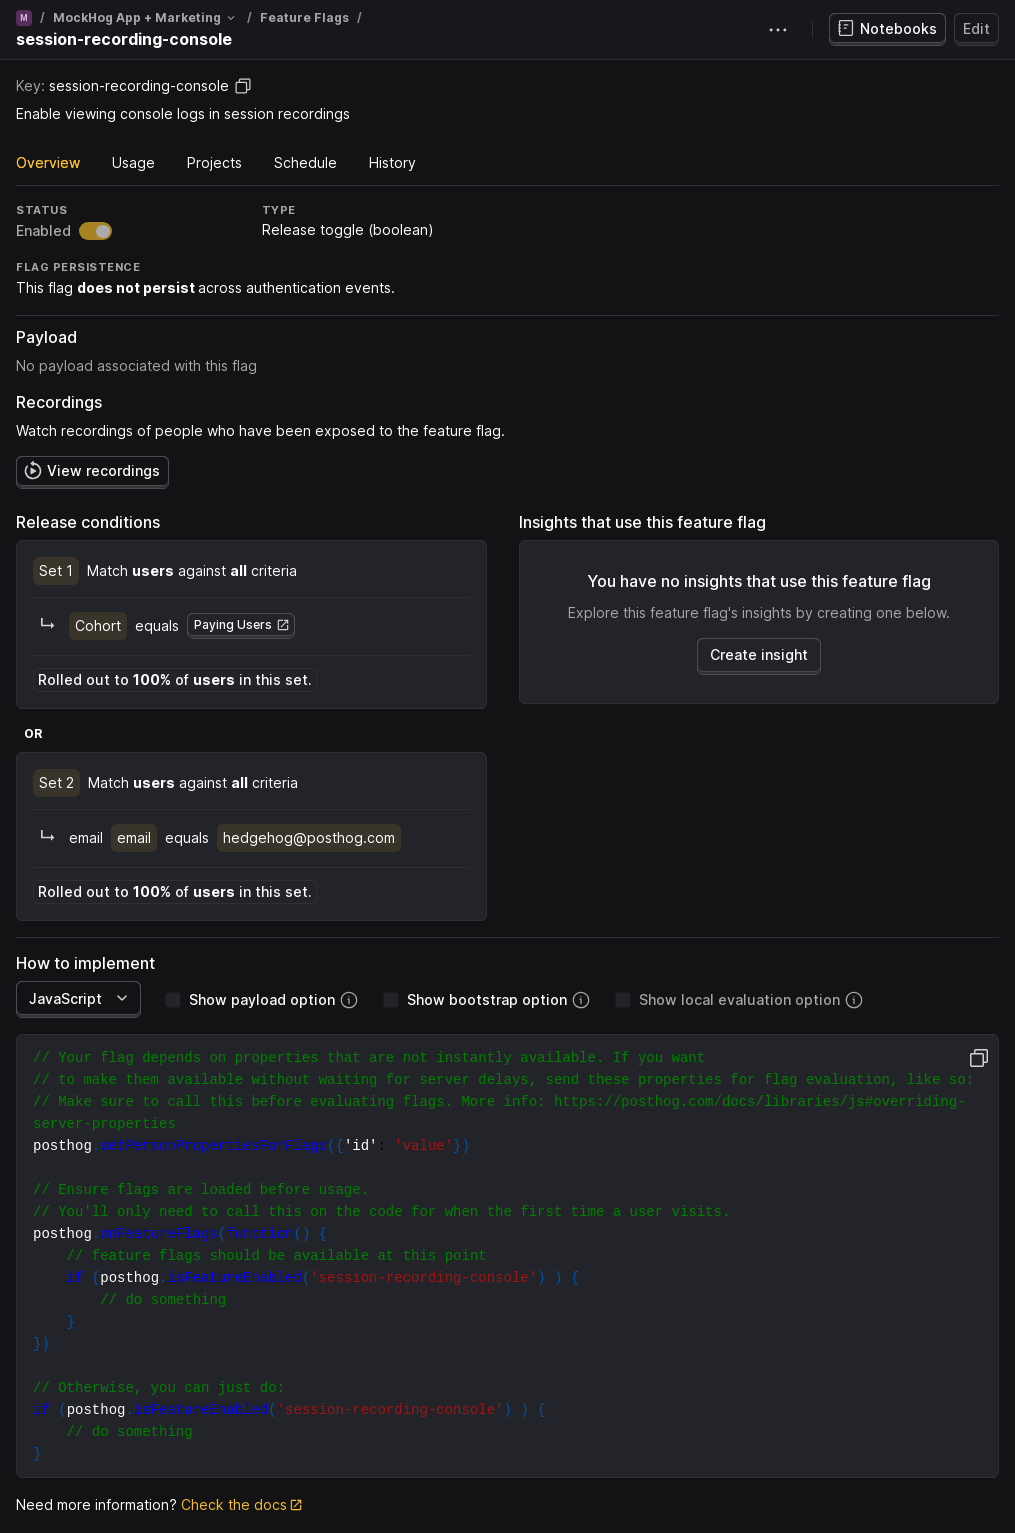 M / MockHog App + Marketing / Feature Flags /
session-recording-console
Notebooks Edit
Key: session-recording-console
Enable viewing console logs in session recordings
Overview Usage Projects Schedule History
STATUS TYPE
Enabled Release toggle (boolean)
FLAG PERSISTENCE
This flag does not persist across authentication events.
Payload
No payload associated with this flag
Recordings
Watch recordings of people who have been exposed to the feature flag.
View recordings
Release conditions
Set 1 Match users against all criteria
Cohort equals Paying Users
Rolled out to 100% of users in this set.
OR
Set 2 Match users against all criteria
email email equals hedgehog@posthog.com
Rolled out to 100% of users in this set.
Insights that use this feature flag
You have no insights that use this feature flag
Explore this feature flag's insights by creating one below.
Create insight
How to implement
JavaScript Show payload option Show bootstrap option Show local evaluation option
// Your flag depends on properties that are not instantly available. If you want
// to make them available without waiting for server delays, send these properties for flag evaluation, like so:
// Make sure to call this before evaluating flags. More info: https://posthog.com/docs/libraries/js#overriding-
server-properties
posthog.setPersonPropertiesForFlags({'id': 'value'})
// Ensure flags are loaded before usage.
// You'll only need to call this on the code for when the first time a user visits.
posthog.onFeatureFlags(function() {
    // feature flags should be available at this point
    if (posthog.isFeatureEnabled('session-recording-console') ) {
        // do something
    }
})
// Otherwise, you can just do:
if (posthog.isFeatureEnabled('session-recording-console') ) {
    // do something
}
Need more information? Check the docs